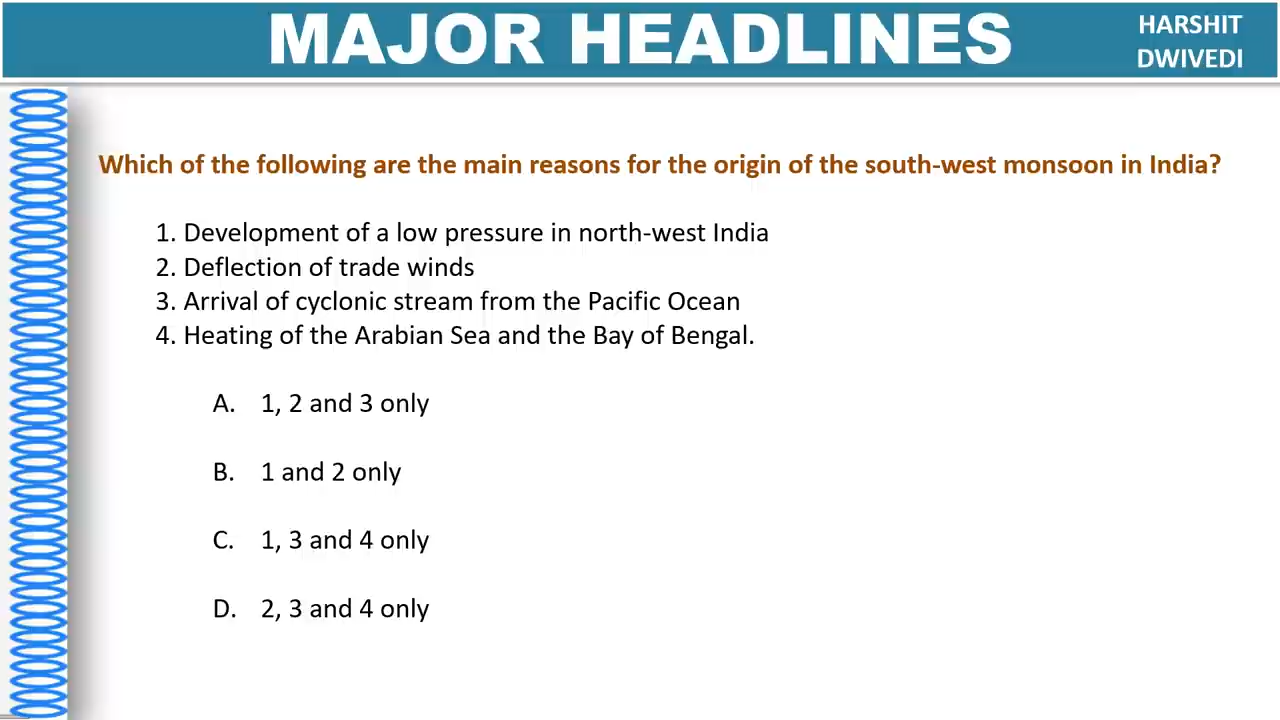 MAJOR HEADLINES
HARSHIT
DWIVEDI
Which of the following are the main reasons for the origin of the south-west monsoon in India?
1. Development of a low pressure in north-west India
2. Deflection of trade winds
3. Arrival of cyclonic stream from the Pacific Ocean
4. Heating of the Arabian Sea and the Bay of Bengal.
A. 1, 2 and 3 only
B. 1 and 2 only
C. 1, 3 and 4 only
D. 2, 3 and 4 only